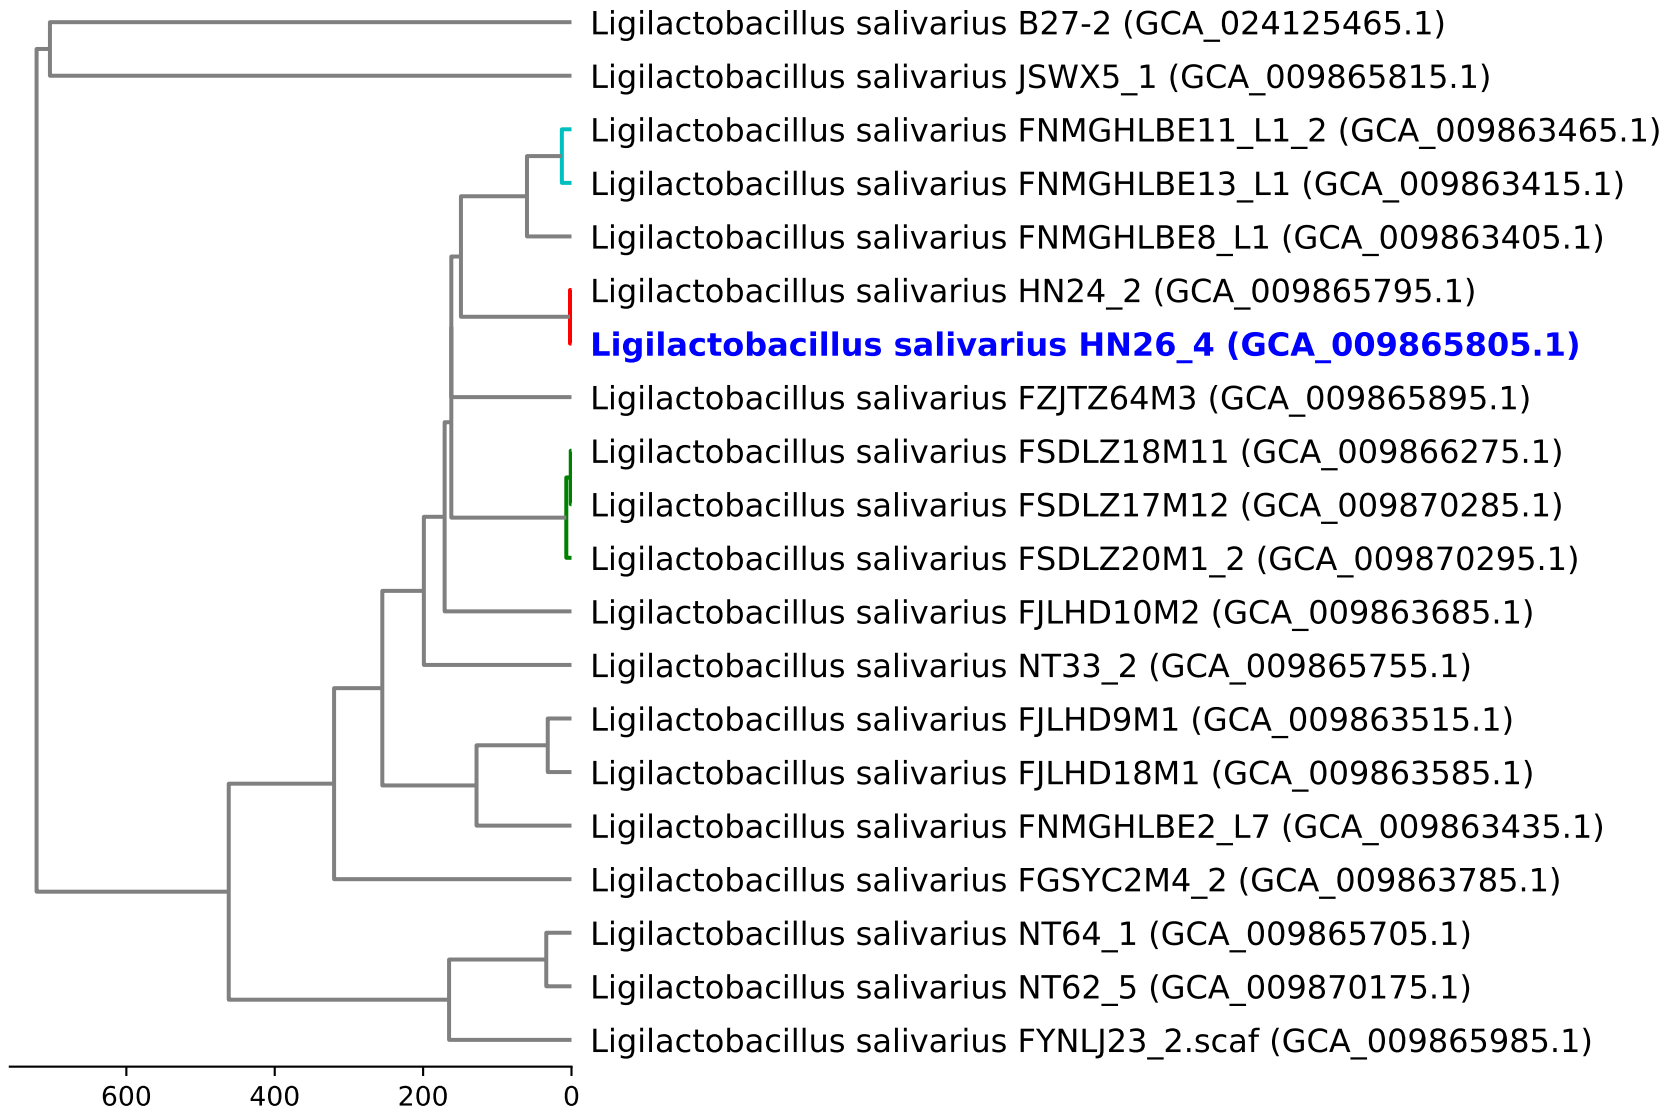 Ligilactobacillus salivarius B27-2 (GCA_024125465.1)
Ligilactobacillus salivarius JSWX5_1 (GCA_009865815.1)
Ligilactobacillus salivarius FNMGHLBE11_L1_2 (GCA_009863465.1)
Ligilactobacillus salivarius FNMGHLBE13_L1 (GCA_009863415.1)
Ligilactobacillus salivarius FNMGHLBE8_L1 (GCA_009863405.1)
Ligilactobacillus salivarius HN24_2 (GCA_009865795.1)
Ligilactobacillus salivarius HN26_4 (GCA_009865805.1)
Ligilactobacillus salivarius FZJTZ64M3 (GCA_009865895.1)
Ligilactobacillus salivarius FSDLZ18M11 (GCA_009866275.1)
Ligilactobacillus salivarius FSDLZ17M12 (GCA_009870285.1)
Ligilactobacillus salivarius FSDLZ20M1_2 (GCA_009870295.1)
Ligilactobacillus salivarius FJLHD10M2 (GCA_009863685.1)
Ligilactobacillus salivarius NT33_2 (GCA_009865755.1)
Ligilactobacillus salivarius FJLHD9M1 (GCA_009863515.1)
Ligilactobacillus salivarius FJLHD18M1 (GCA_009863585.1)
Ligilactobacillus salivarius FNMGHLBE2_L7 (GCA_009863435.1)
Ligilactobacillus salivarius FGSYC2M4_2 (GCA_009863785.1)
Ligilactobacillus salivarius NT64_1 (GCA_009865705.1)
Ligilactobacillus salivarius NT62_5 (GCA_009870175.1)
Ligilactobacillus salivarius FYNLJ23_2.scaf (GCA_009865985.1)
600 400 200 0